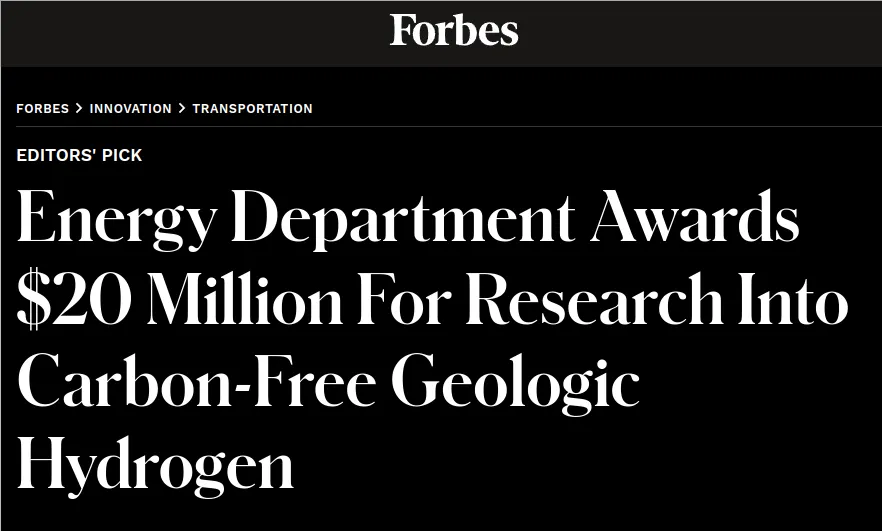 Forbes
FORBES > INNOVATION > TRANSPORTATION
EDITORS' PICK
Energy Department Awards
$20 Million For Research Into
Carbon-Free Geologic
Hydrogen